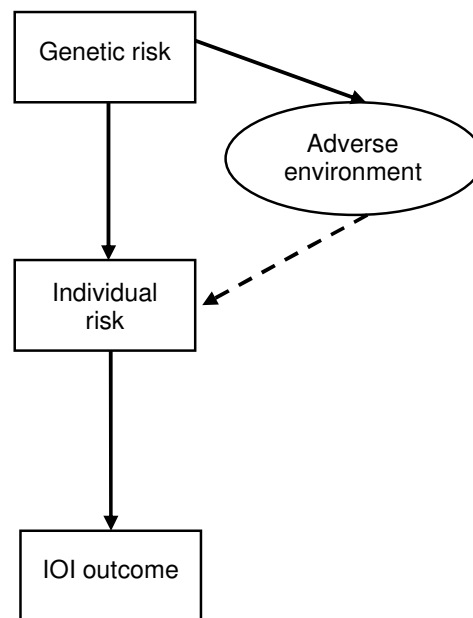 Genetic risk
Adverse
environment
Individual
risk
IOI outcome